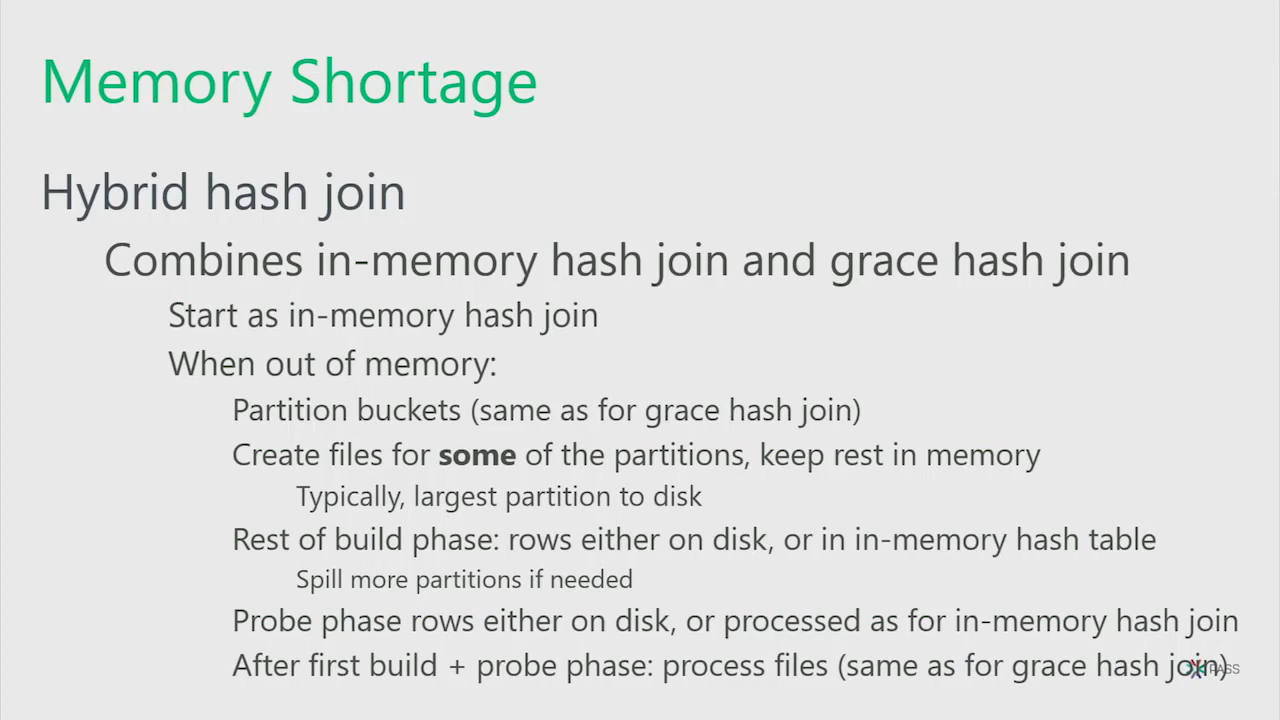 Memory Shortage
Hybrid hash join
Combines in-memory hash join and grace hash join
Start as in-memory hash join
When out of memory:
Partition buckets (same as for grace hash join)
Create files for some of the partitions, keep rest in memory
Typically, largest partition to disk
Rest of build phase: rows either on disk, or in in-memory hash table
Spill more partitions if needed
Probe phase rows either on disk, or processed as for in-memory hash join
After first build + probe phase: process files (same as for grace hash join)
PASS